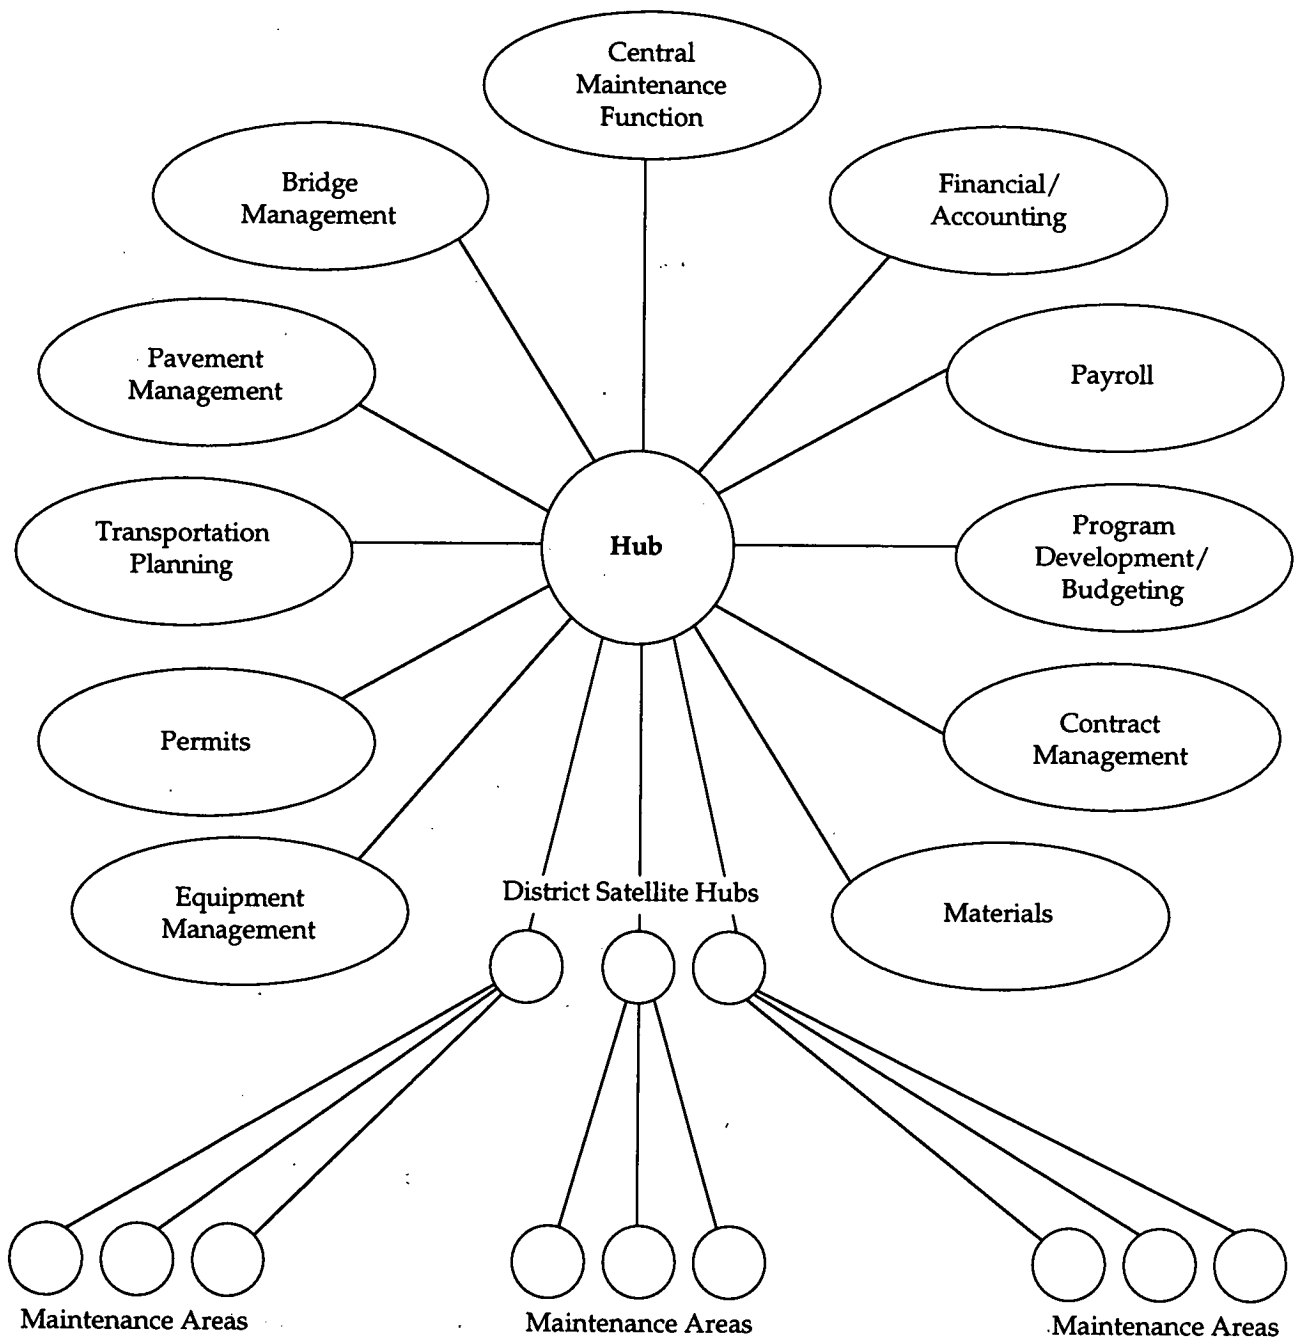 Central
Maintenance
Function
Bridge
Management
Financial/
Accounting
Pavement
Management
Payroll
Transportation
Planning
Hub
Program
Development/
Budgeting
Permits
Contract
Management
Equipment
Management
District Satellite Hubs
Materials
Maintenance Areas
Maintenance Areas
Maintenance Areas